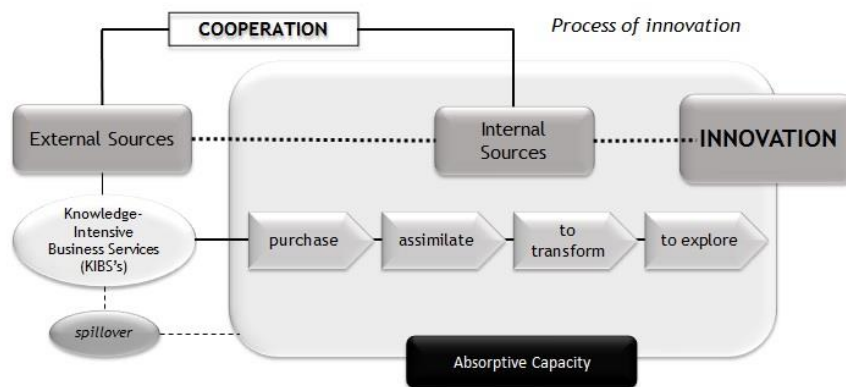 COOPERATION
Process of innovation
External Sources
Internal
Sources
INNOVATION
Knowledge-
Intensive
Business Services
(KIBS's)
purchase
assimilate
to
transform
to explore
spillover
Absorptive Capacity